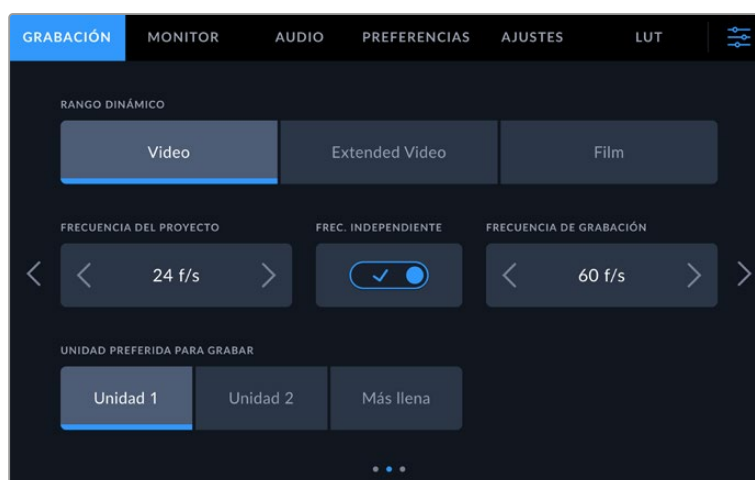 GRABACIÓN MONITOR AUDIO PREFERENCIAS AJUSTES LUT
RANGO DINÁMICO
Video Extended Video Film
FRECUENCIA DEL PROYECTO FREC. INDEPENDIENTE FRECUENCIA DE GRABACIÓN
24 f/s 60 f/s
UNIDAD PREFERIDA PARA GRABAR
Unidad 1 Unidad 2 Más llena